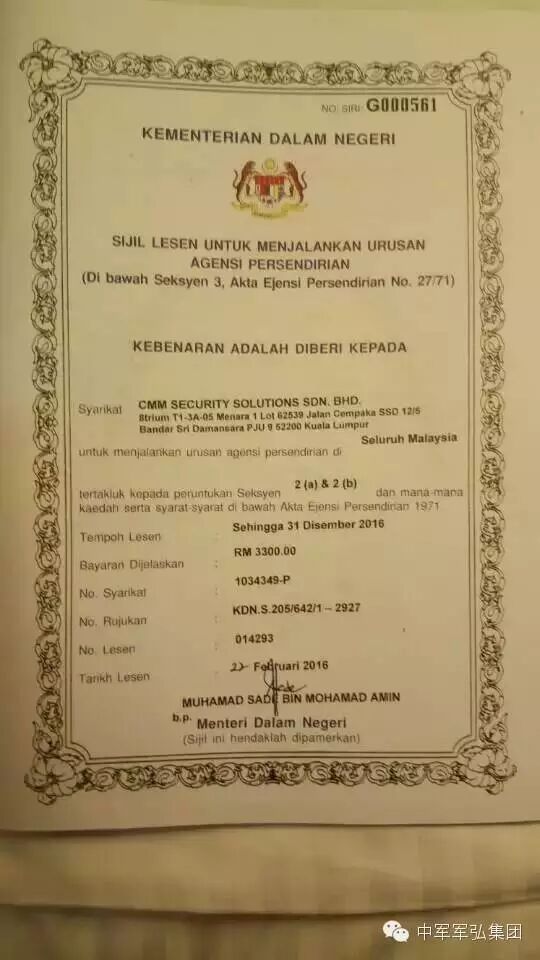 NO. SIRI: G000561
KEMENTERIAN DALAM NEGERI
SIJIL LESEN UNTUK MENJALANKAN URUSAN
AGENSI PERSENDIRIAN
(Di bawah Seksyen 3, Akta Ejensi Persendirian No. 27/71)
KEBENARAN ADALAH DIBERI KEPADA
Syarikat CMM SECURITY SOLUTIONS SDN. BHD.
Strium T1-3A-05 Menara 1 Lot 62539 Jalan Cempaka SSD 12/5
Bandar Sri Damansara PJU 9 52200 Kuala Lumpur
Seluruh Malaysia
untuk menjalankan urusan agensi persendirian di
tertakluk kepada peruntukan Seksyen 2 (a) & 2 (b) dan mana-mana
kaedah serta syarat-syarat di bawah Akta Ejensi Persendirian 1971
Tempoh Lesen : Sehingga 31 Disember 2016
Bayaran Dijelaskan : RM 3300.00
No. Syarikat : 1034349-P
No. Rujukan : KDN.S.205/642/1 – 2927
No. Lesen : 014293
Tarikh Lesen : 22 Februari 2016
MUHAMAD SADE BIN MOHAMAD AMIN
b.p. Menteri Dalam Negeri
(Sijil ini hendaklah dipamerkan)
中军军弘集团